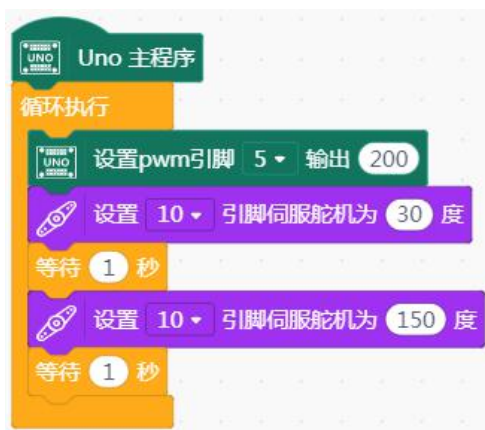 UNO Uno 主程序
循环执行
UNO 设置pwm引脚 5 输出 200
设置 10 引脚伺服舵机为 30 度
等待 1 秒
设置 10 引脚伺服舵机为 150 度
等待 1 秒